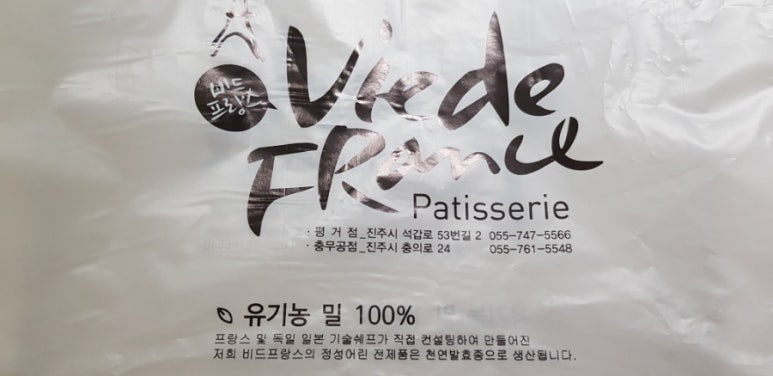 비드
프랑스
Vie de
FRance
Patisserie
· 평 거 점_진주시 석갑로 53번길 2 055-747-5566
· 충무공점_진주시 충의로 24 055-761-5548
유기농 밀 100%
프랑스 및 독일 일본 기술쉐프가 직접 컨설팅하여 만들어진
저희 비드프랑스의 정성어린 전제품은 천연발효종으로 생산됩니다.